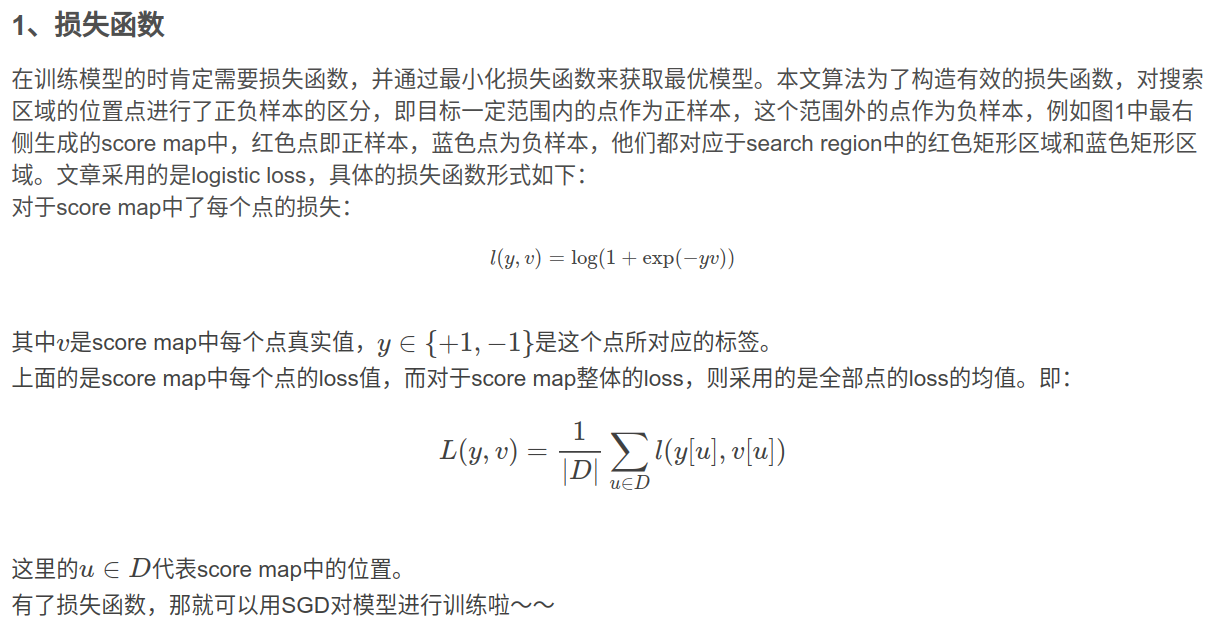 1、损失函数
在训练模型的时肯定需要损失函数，并通过最小化损失函数来获取最优模型。本文算法为了构造有效的损失函数，对搜索
区域的位置点进行了正负样本的区分，即目标一定范围内的点作为正样本，这个范围外的点作为负样本，例如图1中最右
侧生成的score map中，红色点即正样本，蓝色点为负样本，他们都对应于search region中的红色矩形区域和蓝色矩形区
域。文章采用的是logistic loss，具体的损失函数形式如下：
对于score map中了每个点的损失：
l(y, v) = log(1 + exp(−yv))
其中v是score map中每个点真实值，y ∈ {+1, −1}是这个点所对应的标签。
上面的是score map中每个点的loss值，而对于score map整体的loss，则采用的是全部点的loss的均值。即：
L(y, v) = 1/|D| ∑_{u∈D} l(y[u], v[u])
这里的u ∈ D代表score map中的位置。
有了损失函数，那就可以用SGD对模型进行训练啦～～